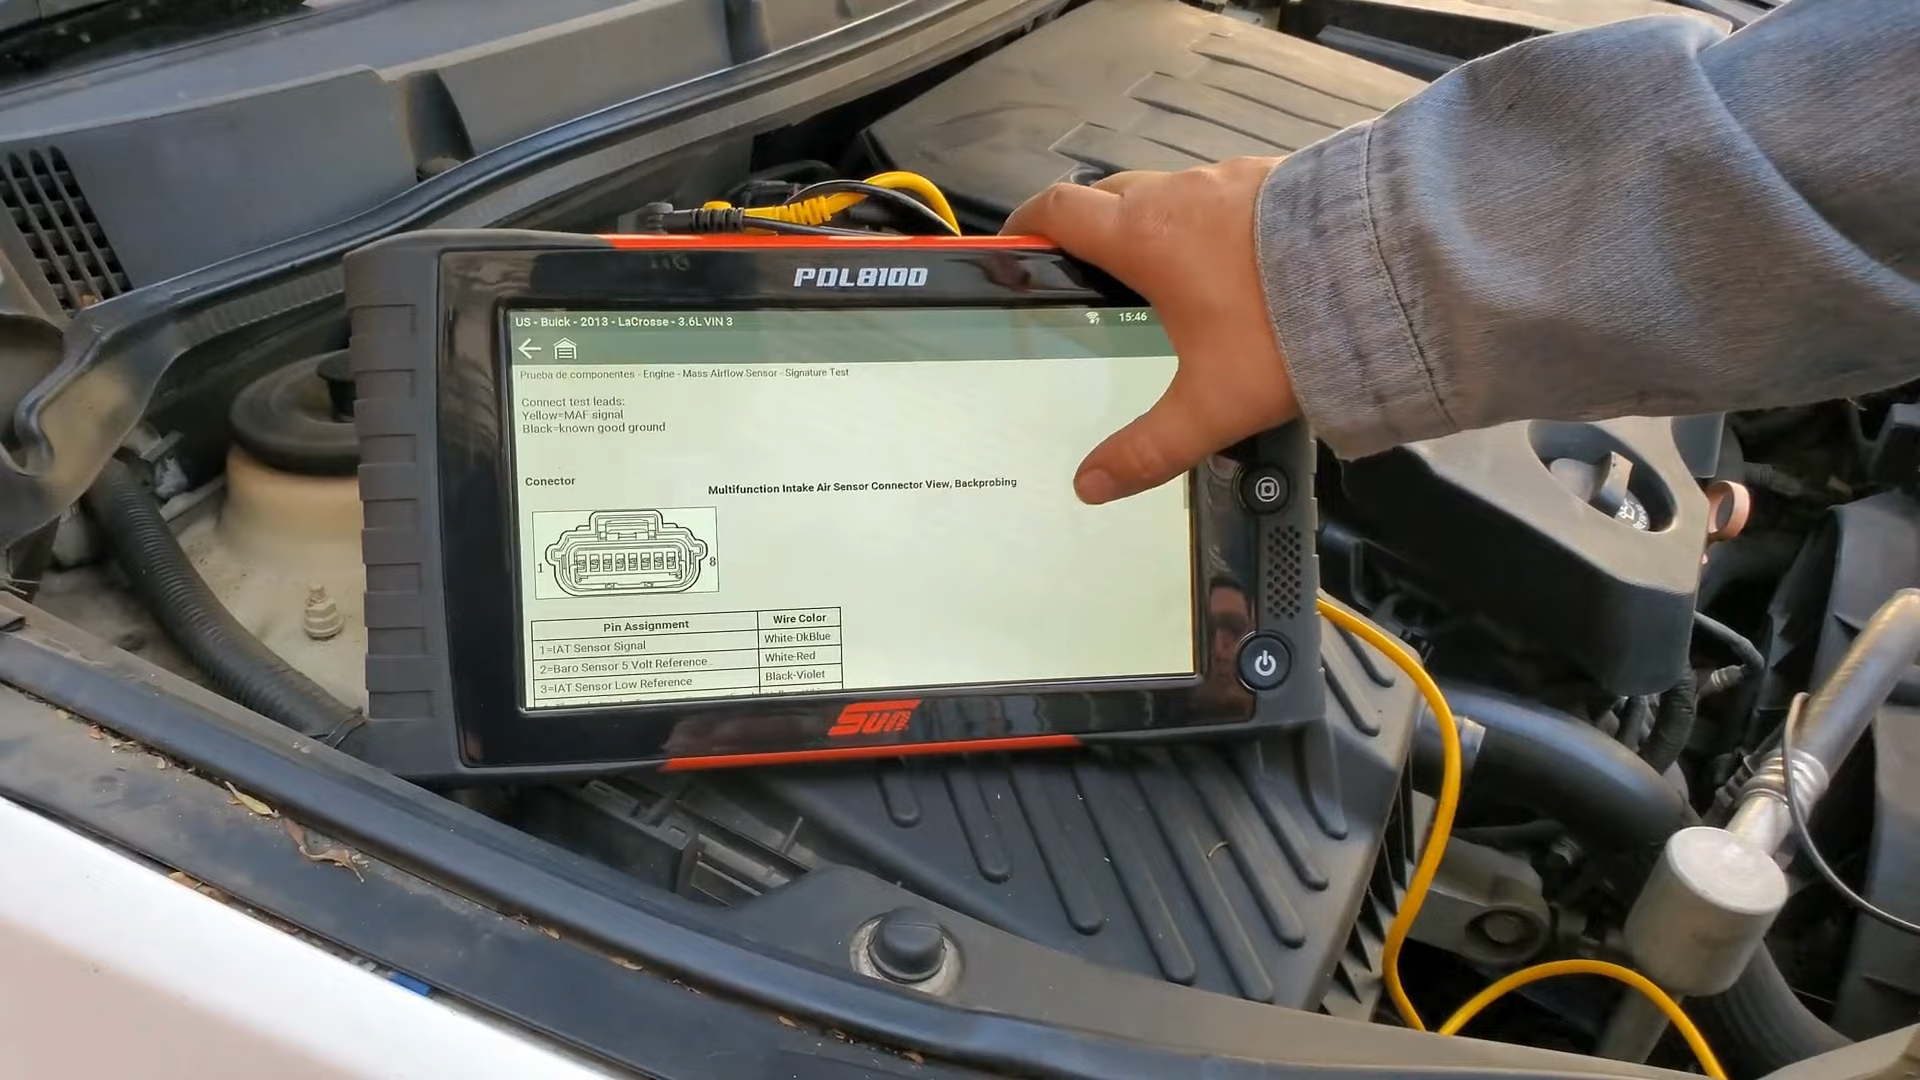 PDL8100
US - Buick - 2013 - LaCrosse - 3.6L VIN 3
15:46
Prueba de componentes - Engine - Mass Airflow Sensor - Signature Test
Connect test leads:
Yellow=MAF signal
Black=known good ground
Conector
Multifunction Intake Air Sensor Connector View, Backprobing
1
8
Pin Assignment Wire Color
1=IAT Sensor Signal White-DkBlue
2=Baro Sensor 5 Volt Reference White-Red
3=IAT Sensor Low Reference Black-Violet
Sun